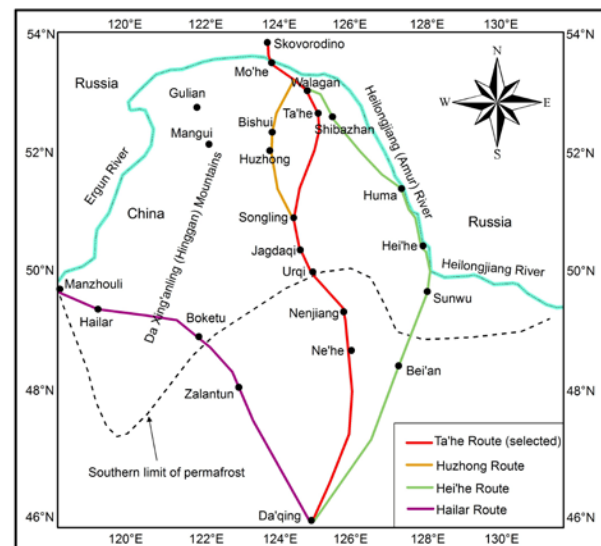 120°E 122°E 124°E 126°E 128°E 130°E
54°N 54°N
Skovorodino
Russia
Mo'he
Walagan
N
W E
S
Gulian
Ta'he
Heilongjiang (Amur) River
Mangui
Bishui
Shibazhan
52°N 52°N
Huzhong
Ergun River
China
Da Xing'anling (Hinggan) Mountains
Huma
Russia
Songling
Hei'he
Jagdaqi
Heilongjiang River
50°N 50°N
Urqi
Manzhouli
Sunwu
Hailar
Nenjiang
Boketu
Ne'he
Bei'an
48°N 48°N
Zalantun
Southern limit of permafrost
Ta'he Route (selected)
Huzhong Route
Hei'he Route
Hailar Route
46°N 46°N
Da'qing
120°E 122°E 124°E 126°E 128°E 130°E